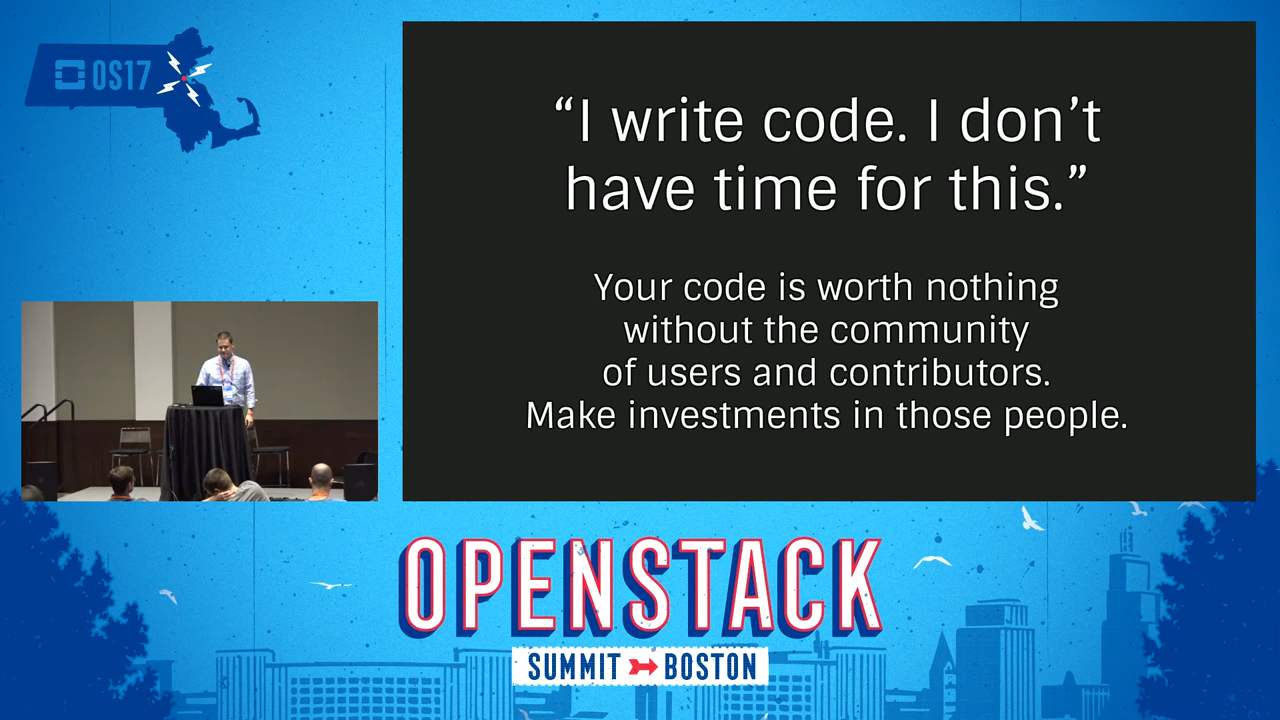 OS17
“I write code. I don’t
have time for this.”
Your code is worth nothing
without the community
of users and contributors.
Make investments in those people.
OPENSTACK
SUMMIT BOSTON